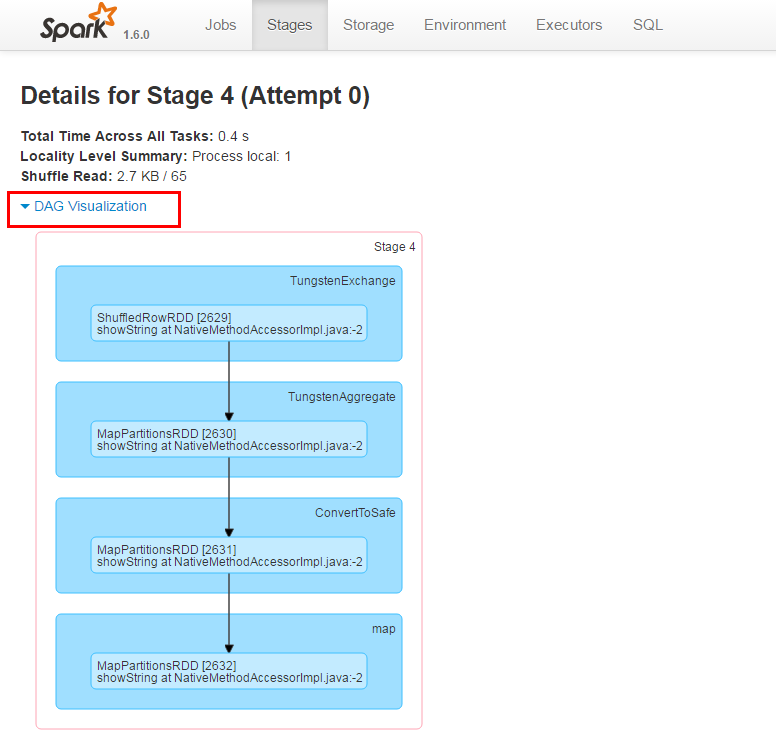 Spark 1.6.0 Jobs Stages Storage Environment Executors SQL
Details for Stage 4 (Attempt 0)
Total Time Across All Tasks: 0.4 s
Locality Level Summary: Process local: 1
Shuffle Read: 2.7 KB / 65
DAG Visualization
Stage 4
TungstenExchange
ShuffledRowRDD [2629]
showString at NativeMethodAccessorImpl.java:-2
TungstenAggregate
MapPartitionsRDD [2630]
showString at NativeMethodAccessorImpl.java:-2
ConvertToSafe
MapPartitionsRDD [2631]
showString at NativeMethodAccessorImpl.java:-2
map
MapPartitionsRDD [2632]
showString at NativeMethodAccessorImpl.java:-2